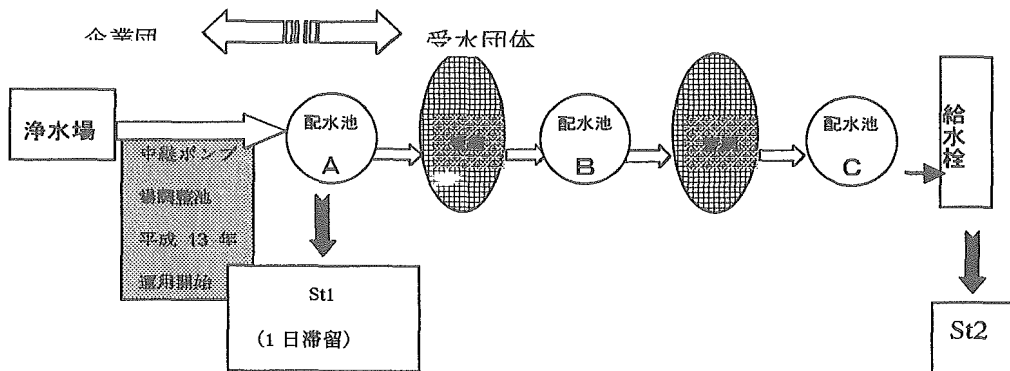 企業団
受水団体
浄水場
中継ポンプ
場調整池
平成 13 年
運用開始
配水池
A
配水池
B
配水池
C
給水栓
St1
(1 日滞留)
St2